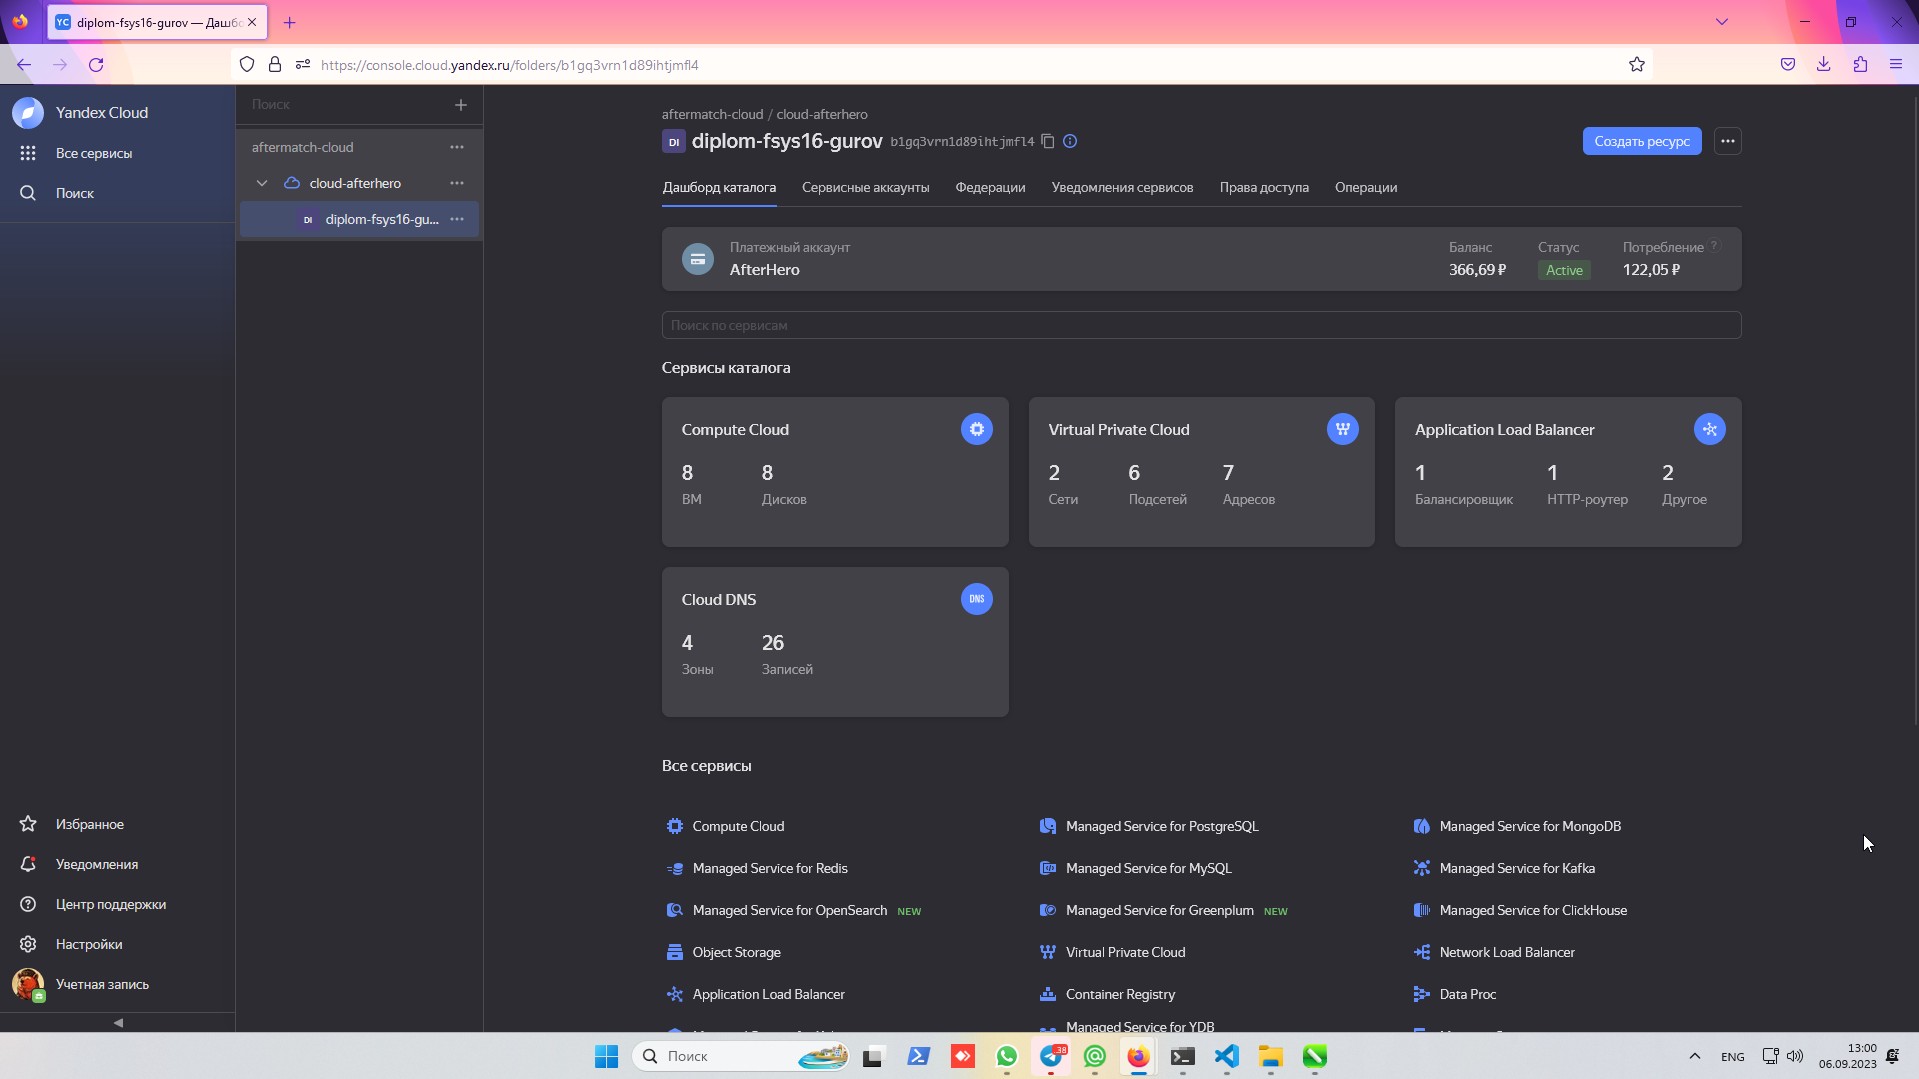 YC diplom-fsys16-gurov — Дашбо
https://console.cloud.yandex.ru/folders/b1gq3vrn1d89ihtjmfl4
Yandex Cloud
Все сервисы
Поиск
Избранное
Уведомления
Центр поддержки
Настройки
Учетная запись
Поиск
aftermatch-cloud
cloud-afterhero
DI diplom-fsys16-gu...
aftermatch-cloud / cloud-afterhero
DI diplom-fsys16-gurov b1gq3vrn1d89ihtjmfl4
Создать ресурс
Дашборд каталога Сервисные аккаунты Федерации Уведомления сервисов Права доступа Операции
Платежный аккаунт Баланс Статус Потребление ?
AfterHero 366,69 ₽ Active 122,05 ₽
Поиск по сервисам
Сервисы каталога
Compute Cloud
8 8
ВМ Дисков
Virtual Private Cloud
2 6 7
Сети Подсетей Адресов
Application Load Balancer
1 1 2
Балансировщик HTTP-роутер Другое
Cloud DNS DNS
4 26
Зоны Записей
Все сервисы
Compute Cloud Managed Service for PostgreSQL Managed Service for MongoDB
Managed Service for Redis Managed Service for MySQL Managed Service for Kafka
Managed Service for OpenSearch NEW Managed Service for Greenplum NEW Managed Service for ClickHouse
Object Storage Virtual Private Cloud Network Load Balancer
Application Load Balancer Container Registry Data Proc
Managed Service for YDB
Поиск
38
ENG
13:00
06.09.2023